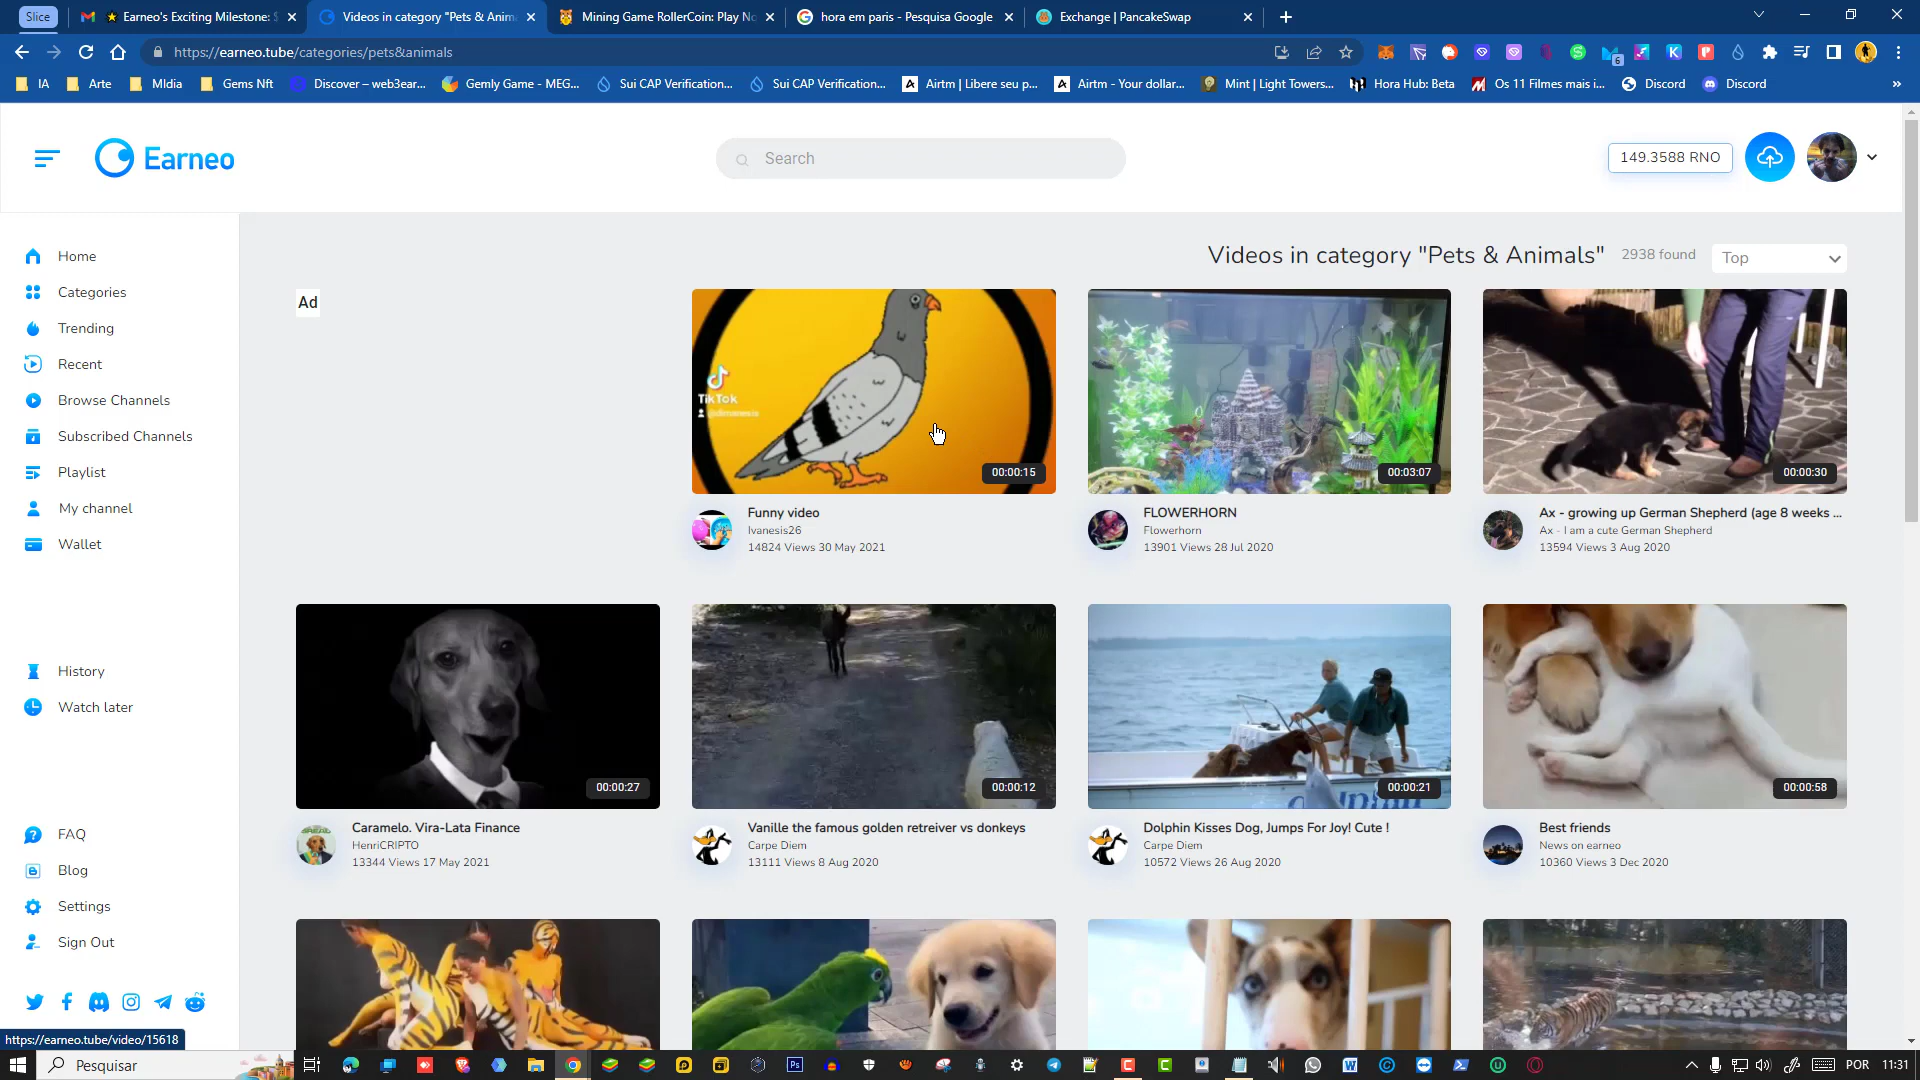 Slice
Earneo's Exciting Milestone: $
Videos in category "Pets & Anim
Mining Game RollerCoin: Play No
hora em paris - Pesquisa Google
Exchange | PancakeSwap
https://earneo.tube/categories/pets&animals
6
IA
Arte
MIdia
Gems Nft
Discover – web3ear...
Gemly Game - MEG...
Sui CAP Verification...
Sui CAP Verification...
Airtm | Libere seu p...
Airtm - Your dollar...
Mint | Light Towers...
Hora Hub: Beta
Os 11 Filmes mais i...
Discord
Discord
»
Earneo
Search
149.3588 RNO
Home
Categories
Trending
Recent
Browse Channels
Subscribed Channels
Playlist
My channel
Wallet
History
Watch later
FAQ
Blog
Settings
Sign Out
https://earneo.tube/video/15618
Videos in category "Pets & Animals"
2938 found
Top
Ad
TikTok
00:00:15
Funny video
Ivanesis26
14824 Views 30 May 2021
00:03:07
FLOWERHORN
Flowerhorn
13901 Views 28 Jul 2020
00:00:30
Ax - growing up German Shepherd (age 8 weeks ...
Ax - I am a cute German Shepherd
13594 Views 3 Aug 2020
00:00:27
Caramelo. Vira-Lata Finance
HenriCRIPTO
13344 Views 17 May 2021
00:00:12
Vanille the famous golden retreiver vs donkeys
Carpe Diem
13111 Views 8 Aug 2020
00:00:21
Dolphin Kisses Dog, Jumps For Joy! Cute !
Carpe Diem
10572 Views 26 Aug 2020
00:00:58
Best friends
News on earneo
10360 Views 3 Dec 2020
Pesquisar
POR
11:31